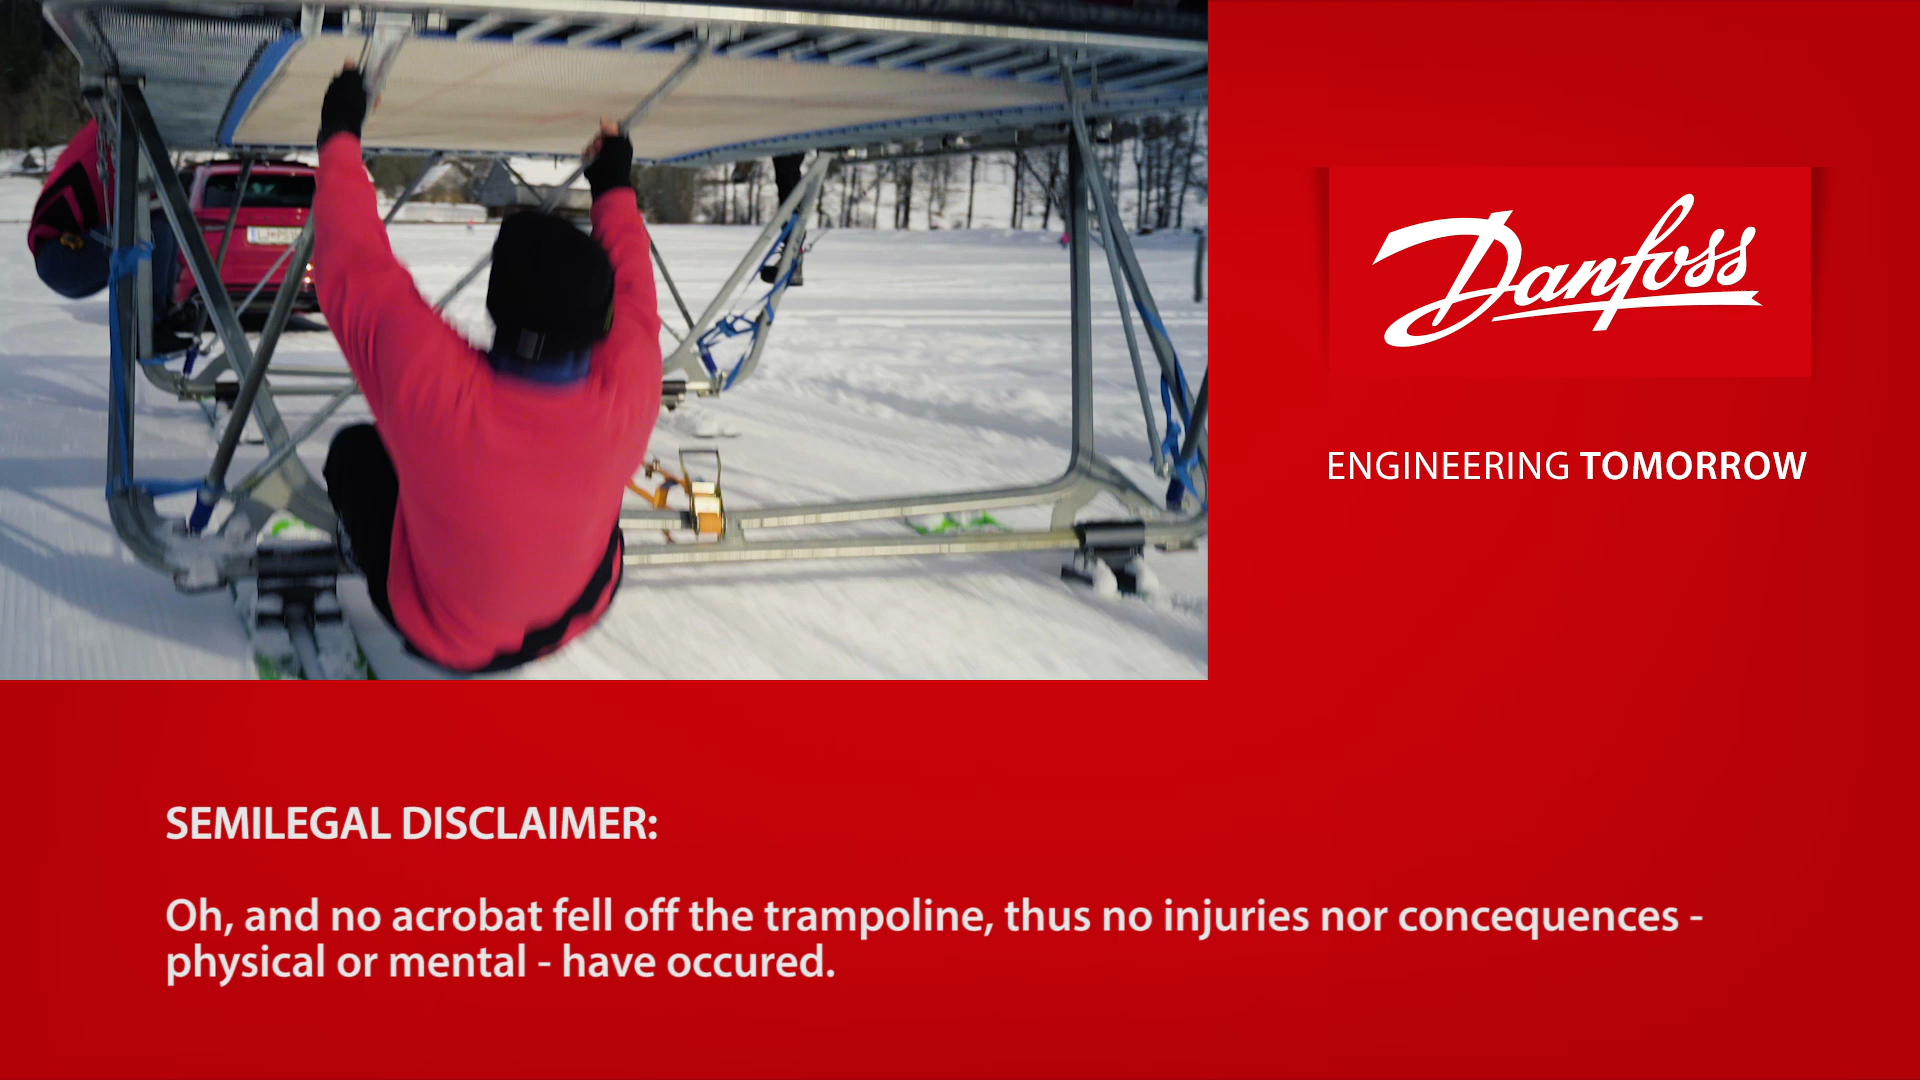 Danfoss
ENGINEERING TOMORROW
SEMILEGAL DISCLAIMER:
Oh, and no acrobat fell off the trampoline, thus no injuries nor concequences -
physical or mental - have occured.